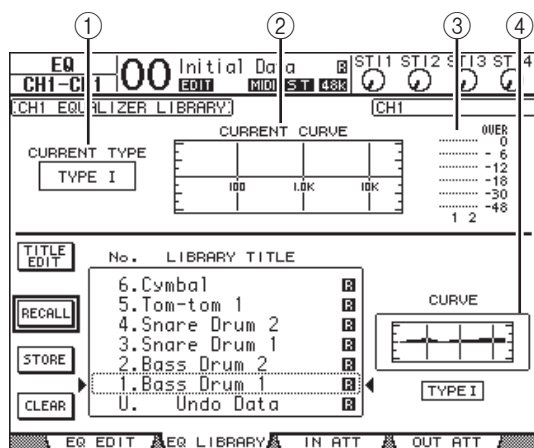 ① ② ③ ④
EQ
CH1-CH1
00 Initial Data R
EDIT MIDI S.T 48K
ST1 ST2 ST3 ST4
CH1 EQUALIZER LIBRARY
CH1
CURRENT TYPE
TYPE I
CURRENT CURVE
100 1.0K 10K
OVER
0
-6
-12
-18
-30
-48
1 2
TITLE EDIT
RECALL
STORE
CLEAR
No. LIBRARY TITLE
6.Cymbal R
5.Tom-tom 1 R
4.Snare Drum 2 R
3.Snare Drum 1 R
2.Bass Drum 2 R
1.Bass Drum 1 R
U. Undo Data R
CURVE
TYPE I
EQ EDIT EQ LIBRARY IN ATT OUT ATT